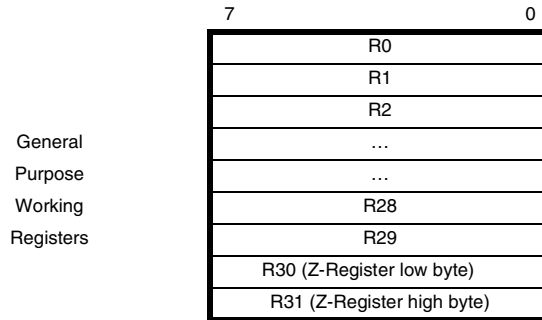 7 0
R0
R1
R2
General …
Purpose …
Working R28
Registers R29
R30 (Z-Register low byte)
R31 (Z-Register high byte)